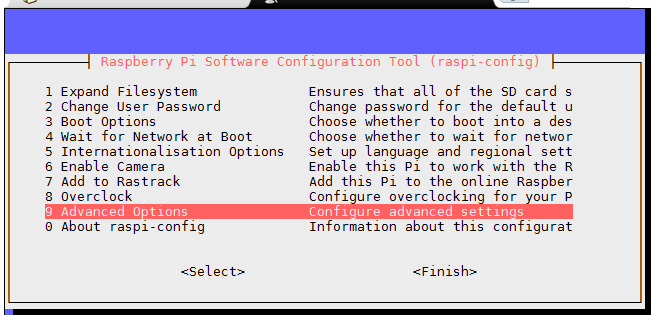 Raspberry Pi Software Configuration Tool (raspi-config)
1 Expand Filesystem Ensures that all of the SD card s
2 Change User Password Change password for the default u
3 Boot Options Choose whether to boot into a des
4 Wait for Network at Boot Choose whether to wait for networ
5 Internationalisation Options Set up language and regional sett
6 Enable Camera Enable this Pi to work with the R
7 Add to Rastrack Add this Pi to the online Raspber
8 Overclock Configure overclocking for your P
9 Advanced Options Configure advanced settings
0 About raspi-config Information about this configurat
<Select> <Finish>